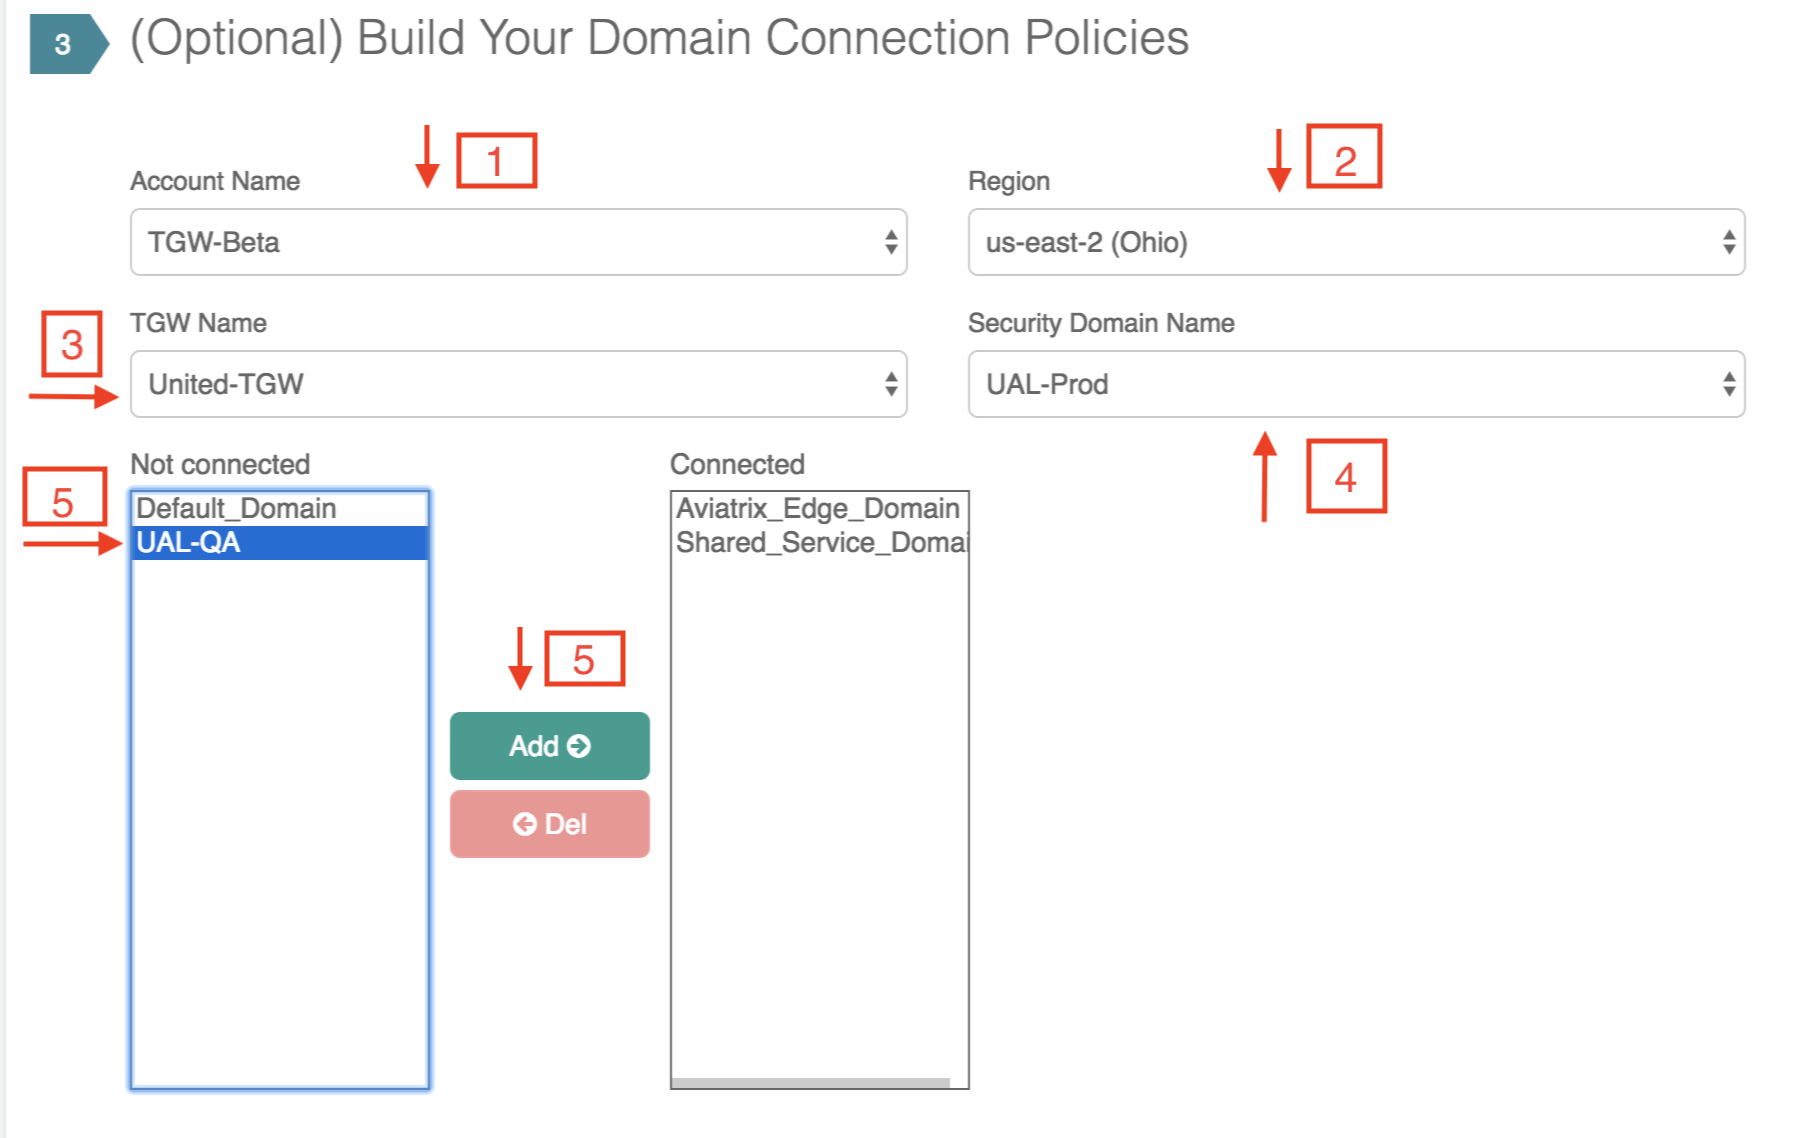 3 (Optional) Build Your Domain Connection Policies
1
2
Account Name
Region
TGW-Beta
us-east-2 (Ohio)
3
TGW Name
Security Domain Name
United-TGW
UAL-Prod
4
Not connected
Connected
5
Default_Domain
UAL-QA
Aviatrix_Edge_Domain
Shared_Service_Domai
5
Add
Del